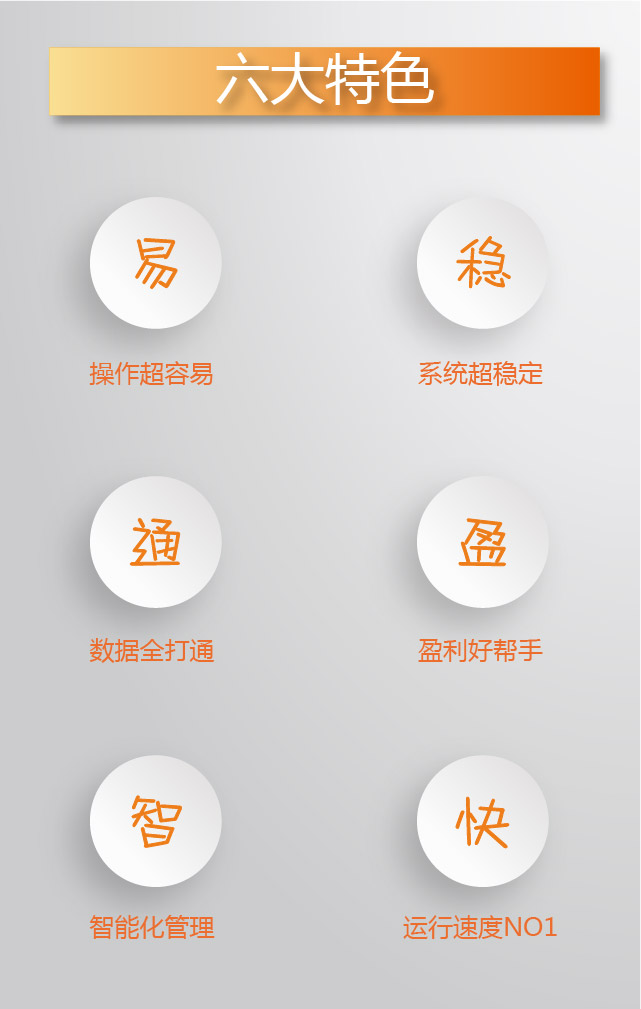 六大特色
易
稳
操作超容易
系统超稳定
通
盈
数据全打通
盈利好帮手
智
快
智能化管理
运行速度NO1